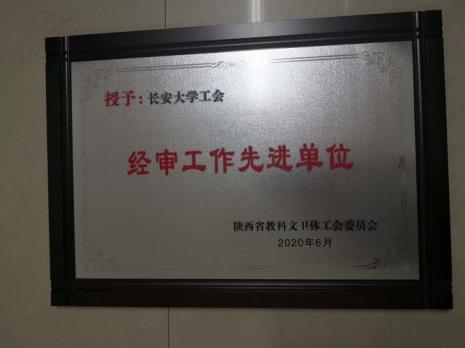 授予：长安大学工会
经审工作先进单位
陕西省教科文卫体工会委员会
2020年6月